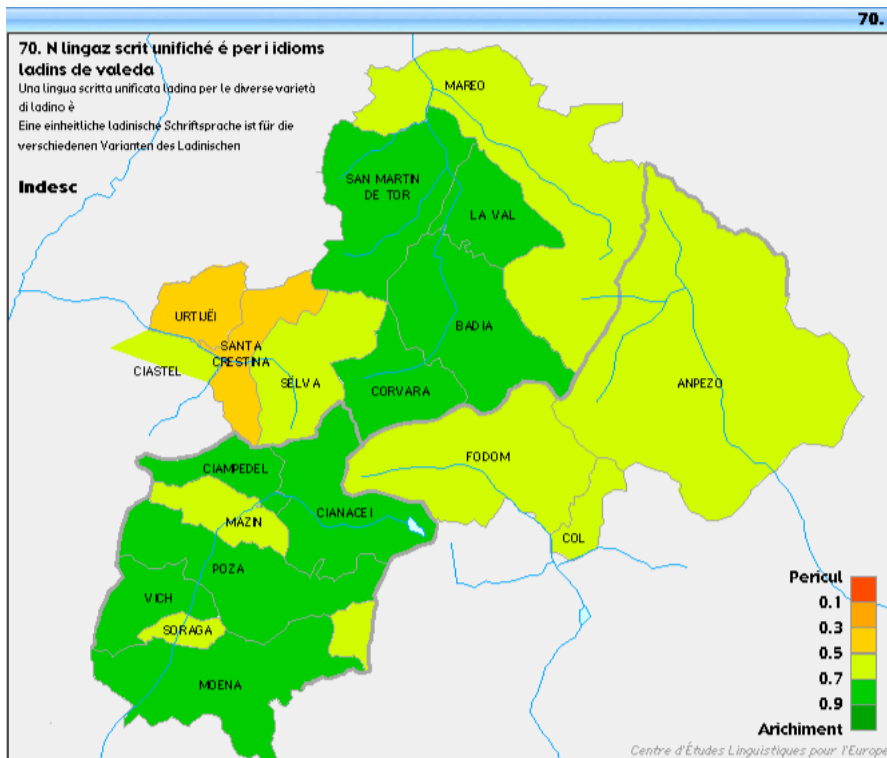 70.
70. N lingaz scrit unifiché é per i idioms
ladins de valeda
Una lingua scritta unificata ladina per le diverse varietà
di ladino è
Eine einheitliche ladinische Schriftsprache ist für die
verschiedenen Varianten des Ladinischen
Indesc
MAREO
SAN MARTIN
DE TOR
LA VAL
URTIJËI
BADIA
SANTA
CRESTINA
CIASTEL
SËLVA
CORVARA
ANPEZO
FODOM
CIAMPEDEL
CIANACEI
MAZIN
COL
POZA
VICH
SORAGA
MOENA
Pericul
0.1
0.3
0.5
0.7
0.9
Arichiment
Centre d'Études Linguistiques pour l'Europe